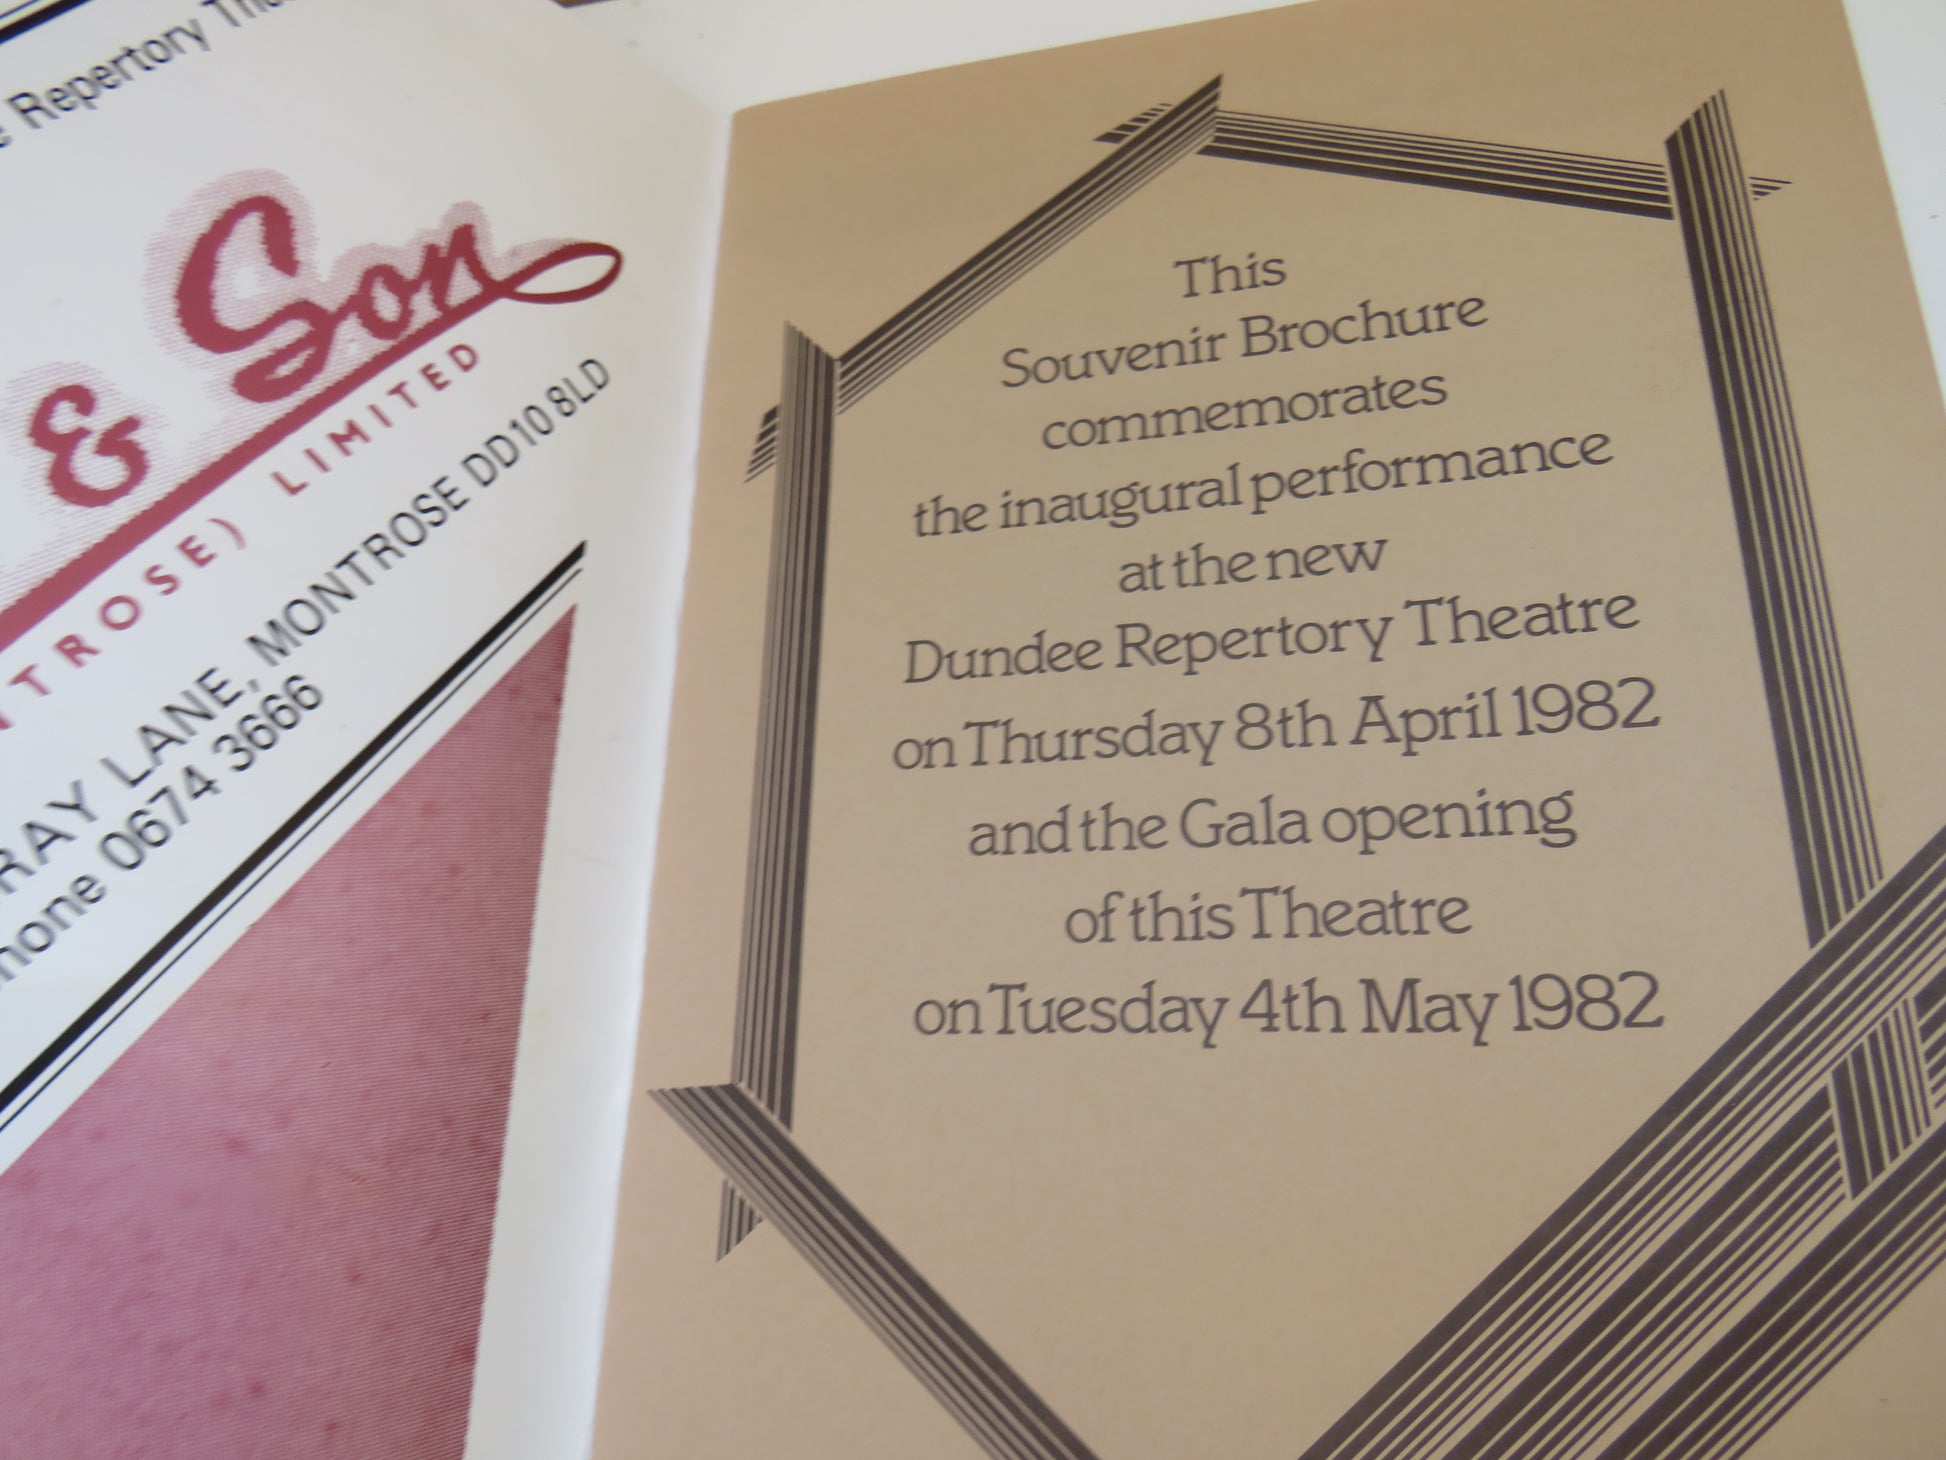 Repertory
& Son
TROSE) LIMITED
LANE, MONTROSE DD10 8LD
0674 3666
This
Souvenir Brochure
commemorates
the inaugural performance
at the new
Dundee Repertory Theatre
on Thursday 8th April 1982
and the Gala opening
of this Theatre
on Tuesday 4th May 1982